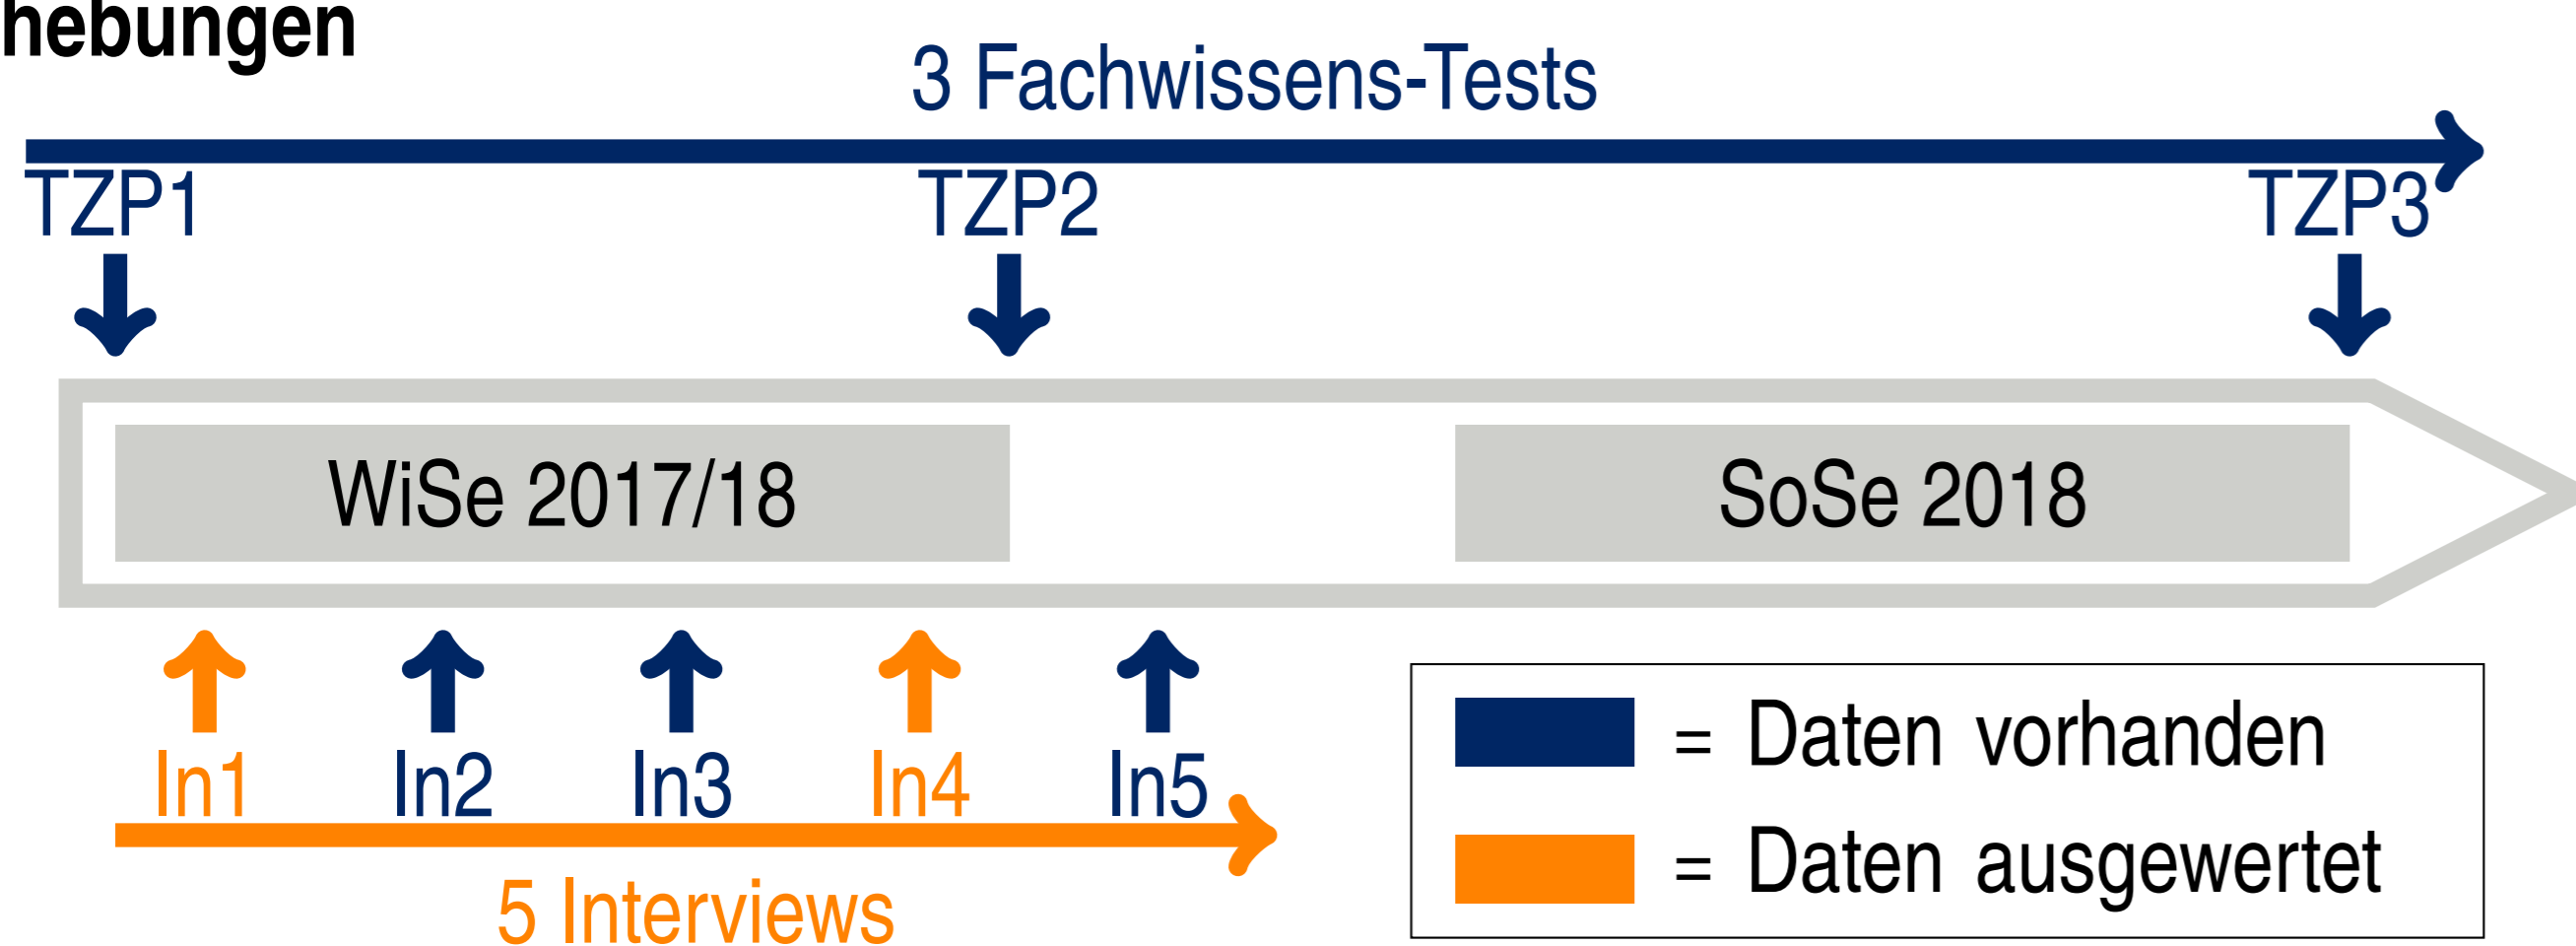 hebungen
3 Fachwissens-Tests
TZP1 TZP2 TZP3
WiSe 2017/18 SoSe 2018
In1 In2 In3 In4 In5
5 Interviews
= Daten vorhanden
= Daten ausgewertet